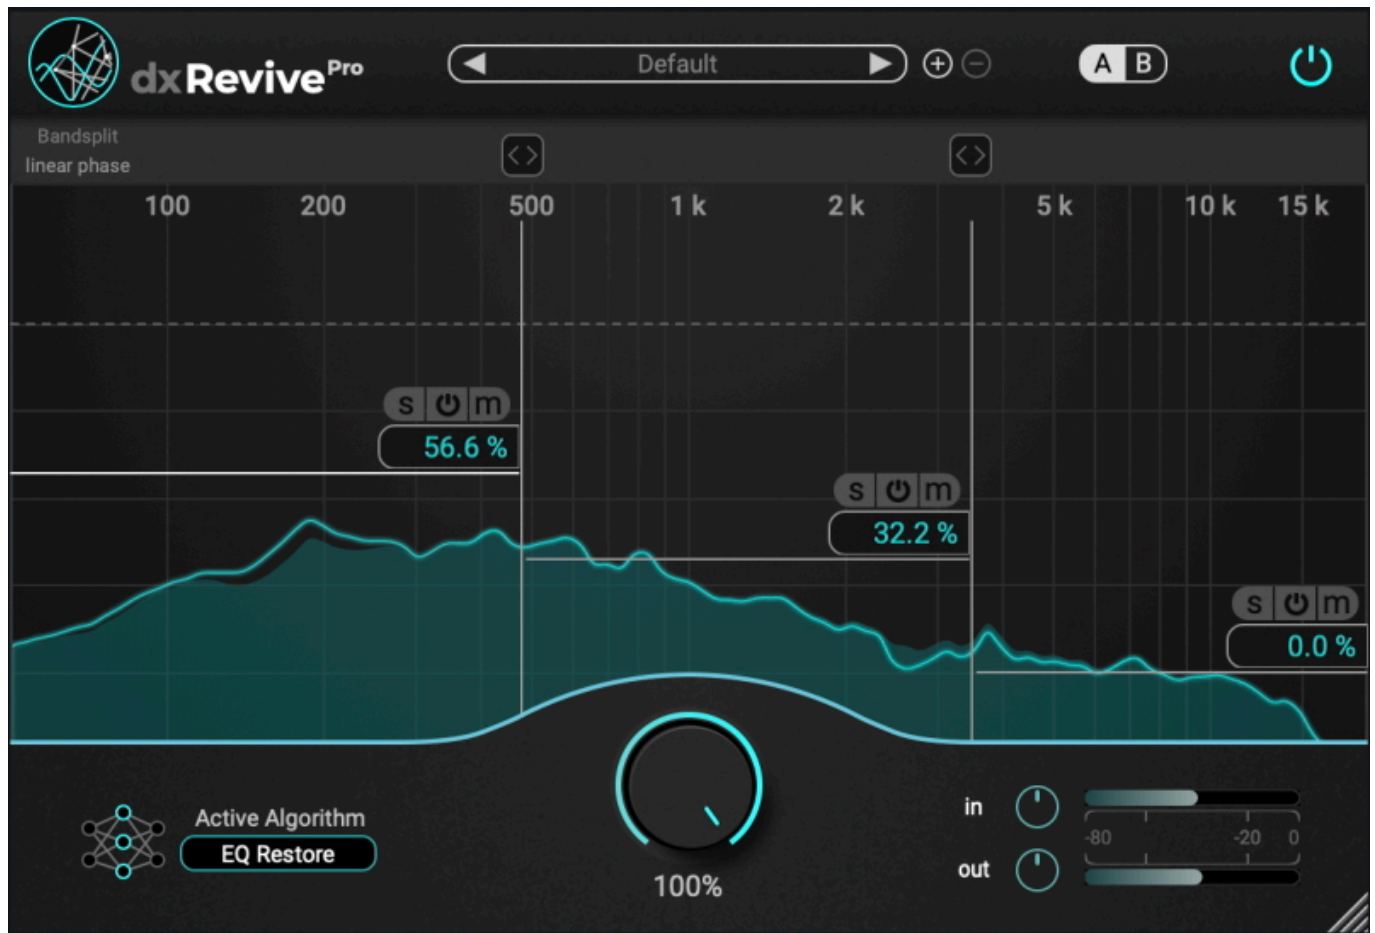 dxRevive Pro
Default
A B
Bandsplit
linear phase
100 200 500 1 k 2 k 5 k 10 k 15 k
s m
56.6 %
s m
32.2 %
s m
0.0 %
Active Algorithm
EQ Restore
100%
in
-80 -20 0
out